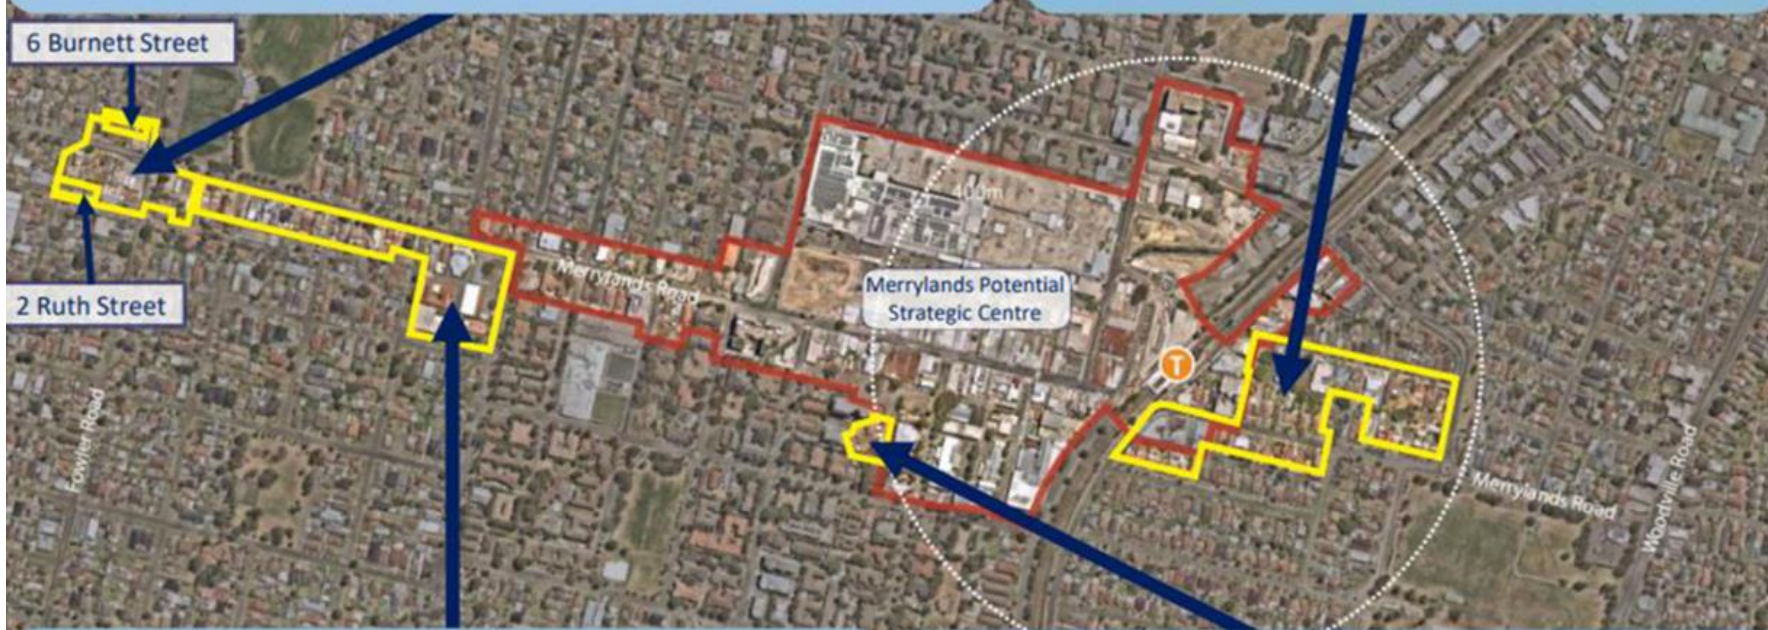 6 Burnett Street
400m
Merrylands Road
Merrylands Potential
Strategic Centre
2 Ruth Street
T
Fowler Road
Merrylands Road
Woodville Road